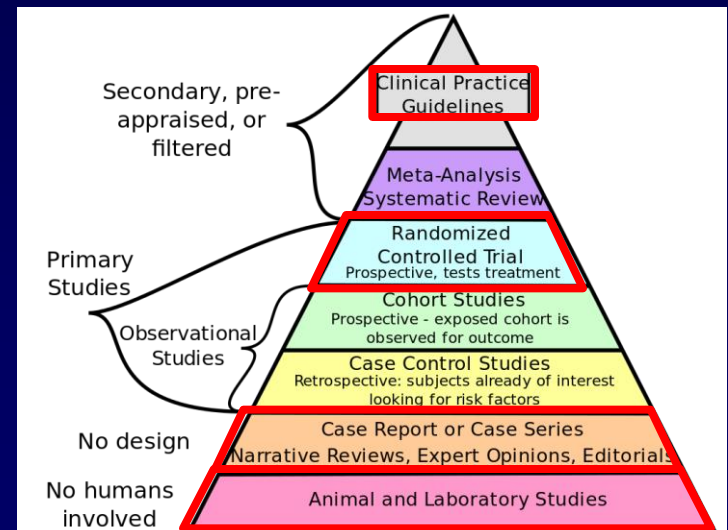 Clinical Practice
Guidelines
Secondary, pre-
appraised, or
filtered
Meta-Analysis
Systematic Review
Randomized
Controlled Trial
Prospective, tests treatment
Primary
Studies
Cohort Studies
Prospective - exposed cohort is
observed for outcome
Observational
Studies
Case Control Studies
Retrospective: subjects already of interest
looking for risk factors
No design
Case Report or Case Series
Narrative Reviews, Expert Opinions, Editorials
No humans
involved
Animal and Laboratory Studies